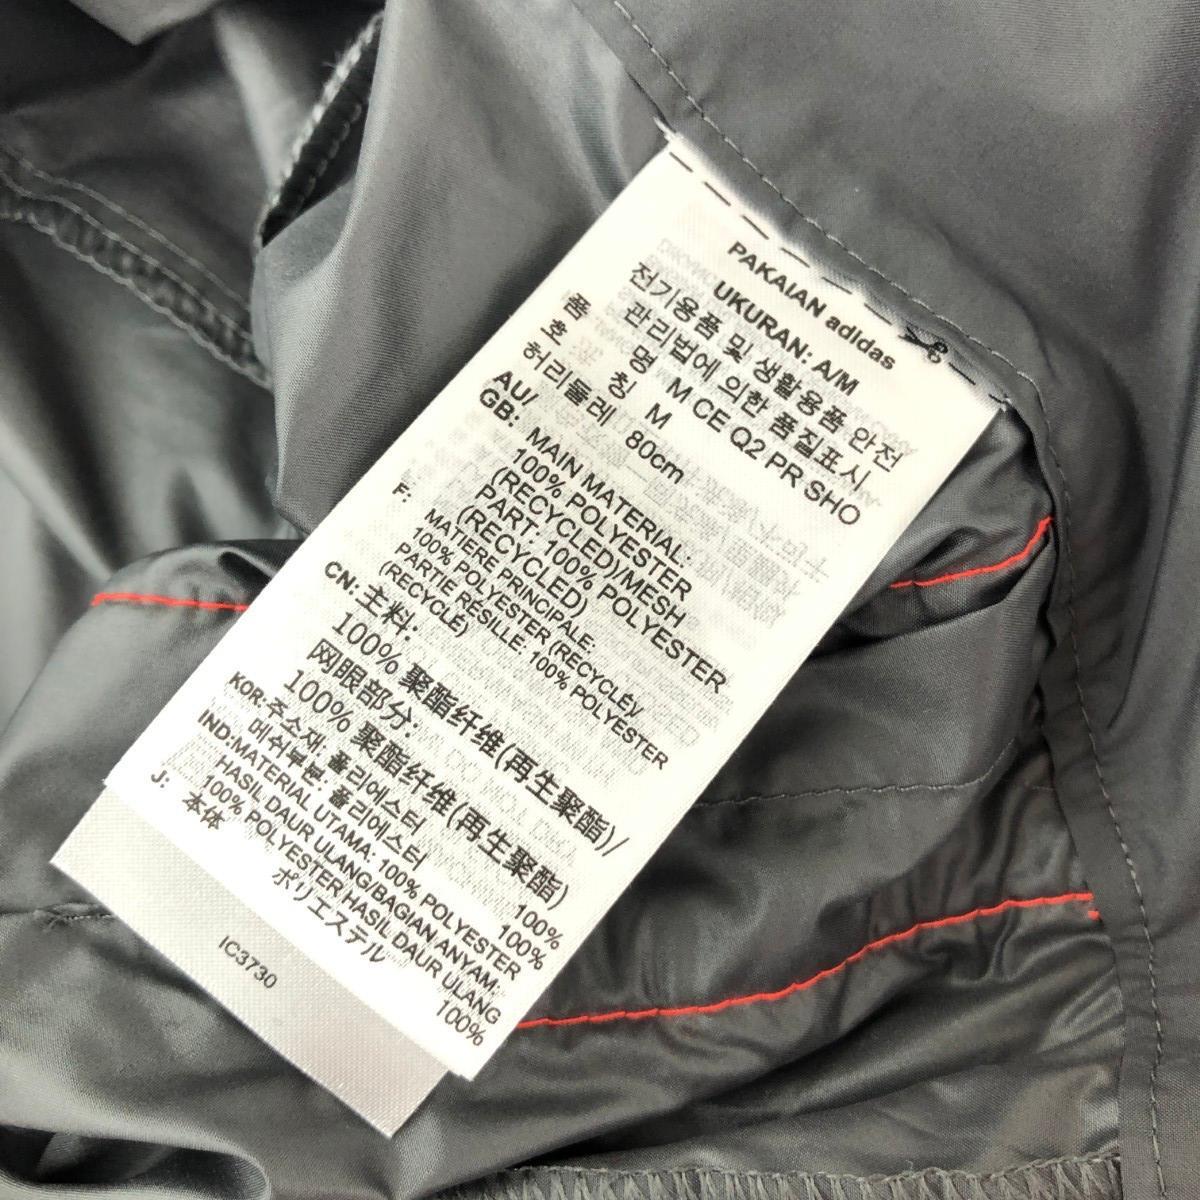 PAKAIAN adidas
UKURAN: A/M
전기용품 및 생활용품 안전
관리법에 의한 품질표시
품 명 M CE Q2 PR SHO
호 칭 M
허리둘레 80cm
AU/
GB: MAIN MATERIAL:
100% POLYESTER
(RECYCLED)/MESH
PART, 100% POLYESTER
(RECYCLED)
F: MATIERE PRINCIPALE:
100% POLYESTER (RECYCLÉ)/
PARTIE RÉSILLE: 100% POLYESTER
(RECYCLÉ)
CN: 主料:
100% 聚酯纤维(再生聚酯)/
网眼部分:
100% 聚酯纤维(再生聚酯)
KOR: 주소재: 폴리에스터 100%
메쉬부분: 폴리에스터 100%
IND:MATERIAL UTAMA: 100% POLYESTER
HASIL DAUR ULANG/BAGIAN ANYAM:
100% POLYESTER HASIL DAUR ULANG
J: 本体
ポリエステル 100%
IC3730